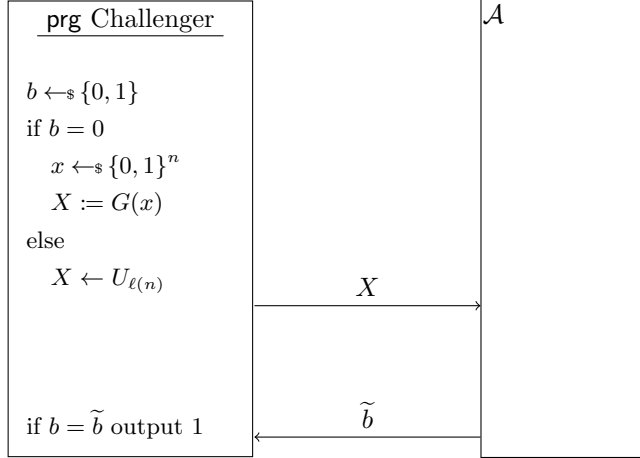 prg Challenger
𝒜
b ←$ {0, 1}
if b = 0
x ←$ {0, 1}ⁿ
X := G(x)
else
X ← U_{ℓ(n)}
X
if b = b̃ output 1
b̃